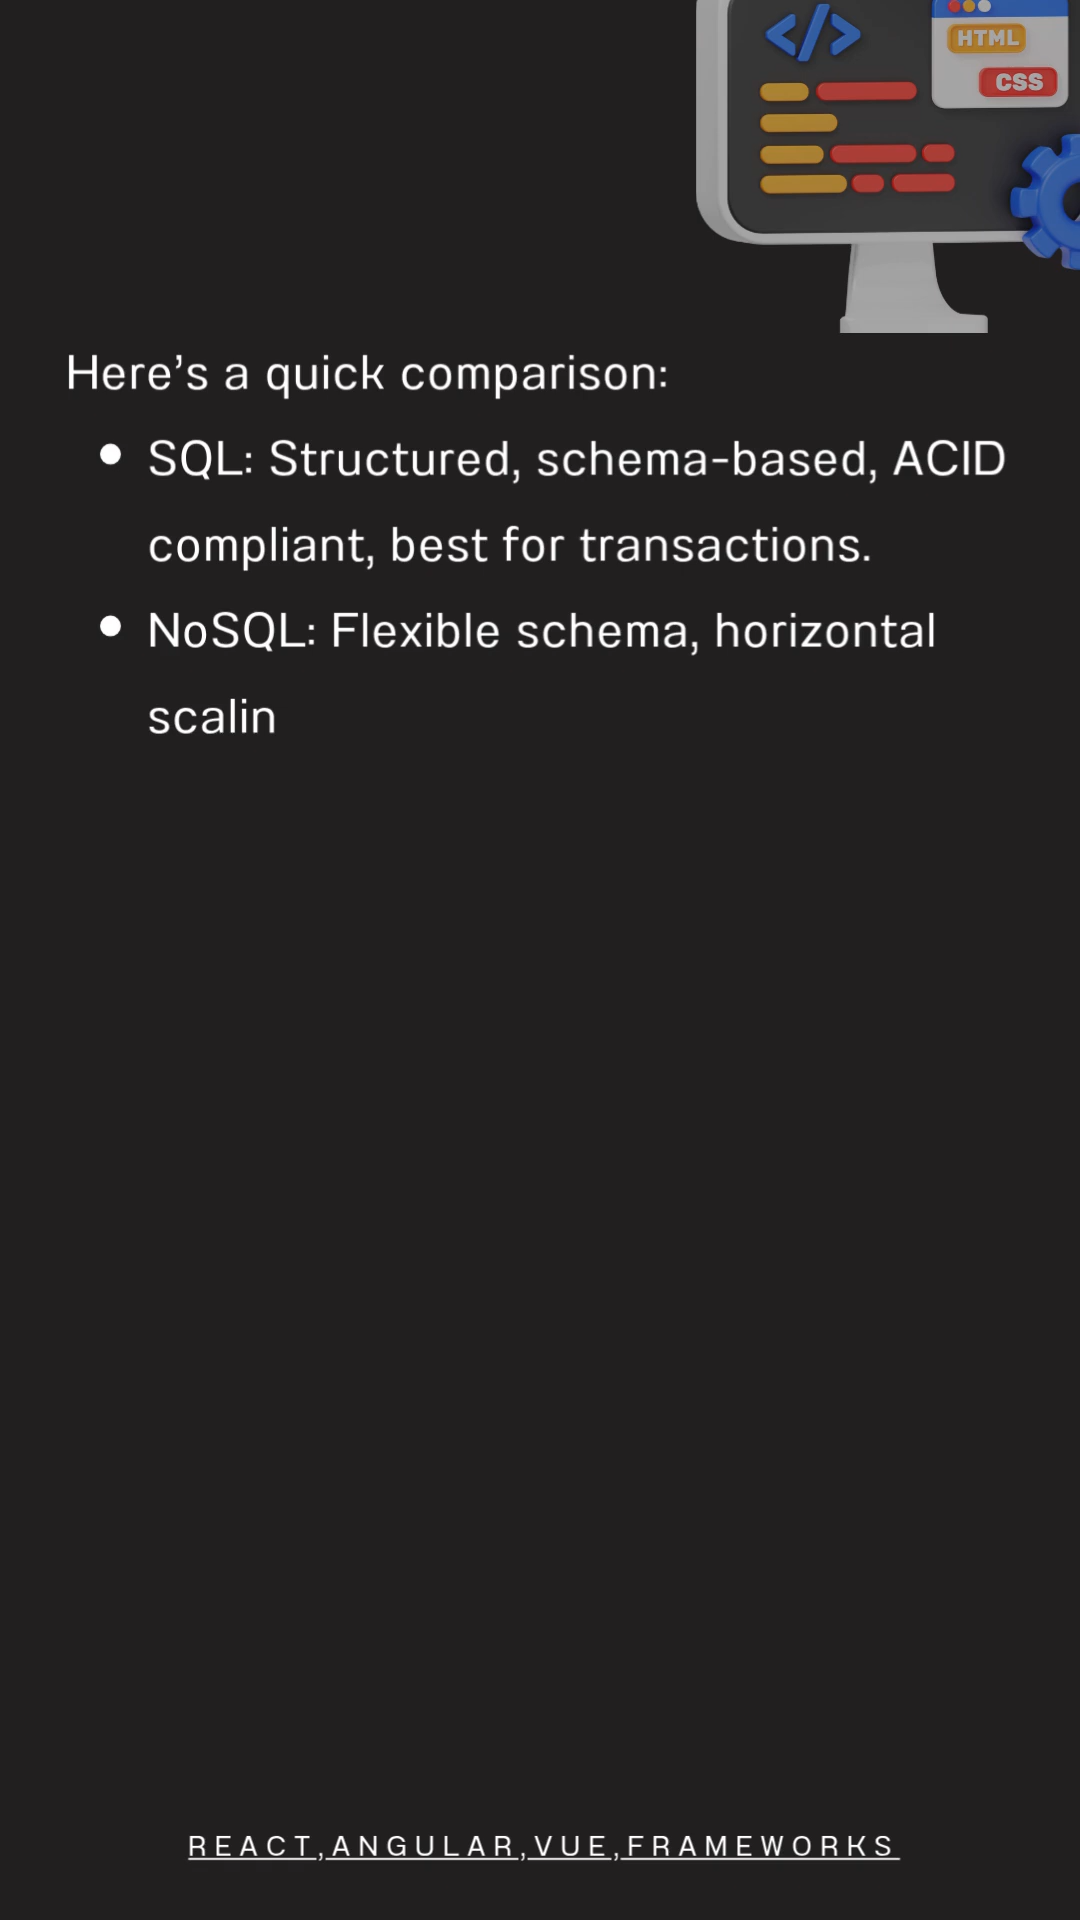 </>
HTML
CSS
Here’s a quick comparison:
• SQL: Structured, schema-based, ACID
compliant, best for transactions.
• NoSQL: Flexible schema, horizontal
scalin
REACT,ANGULAR,VUE,FRAMEWORKS